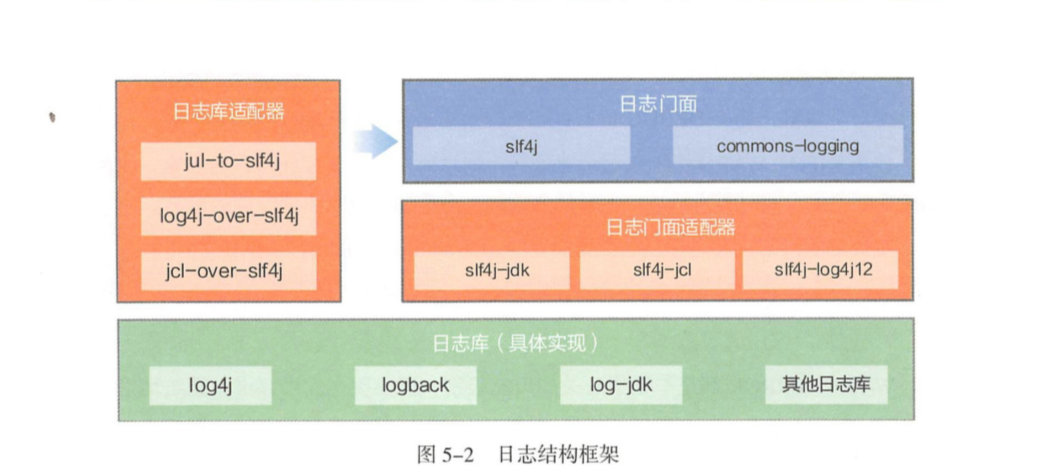 日志库适配器
jul-to-slf4j
log4j-over-slf4j
jcl-over-slf4j
日志门面
slf4j
commons-logging
日志门面适配器
slf4j-jdk
slf4j-jcl
slf4j-log4j12
日志库（具体实现）
log4j
logback
log-jdk
其他日志库
图 5-2 日志结构框架